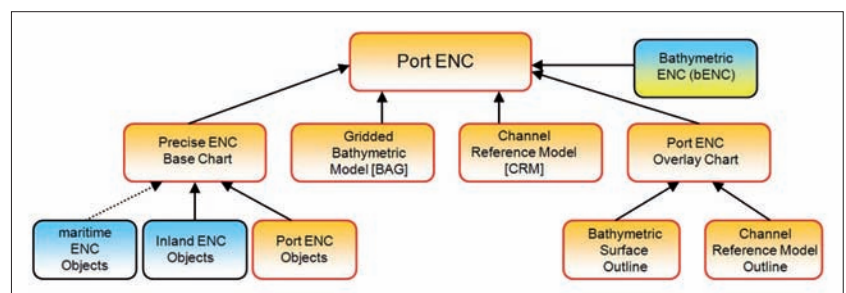 Port ENC
Bathymetric
ENC (bENC)
Precise ENC
Base Chart
Gridded
Bathymetric
Model [BAG]
Channel
Reference Model
[CRM]
Port ENC
Overlay Chart
maritime
ENC
Objects
Inland ENC
Objects
Port ENC
Objects
Bathymetric
Surface
Outline
Channel
Reference Model
Outline